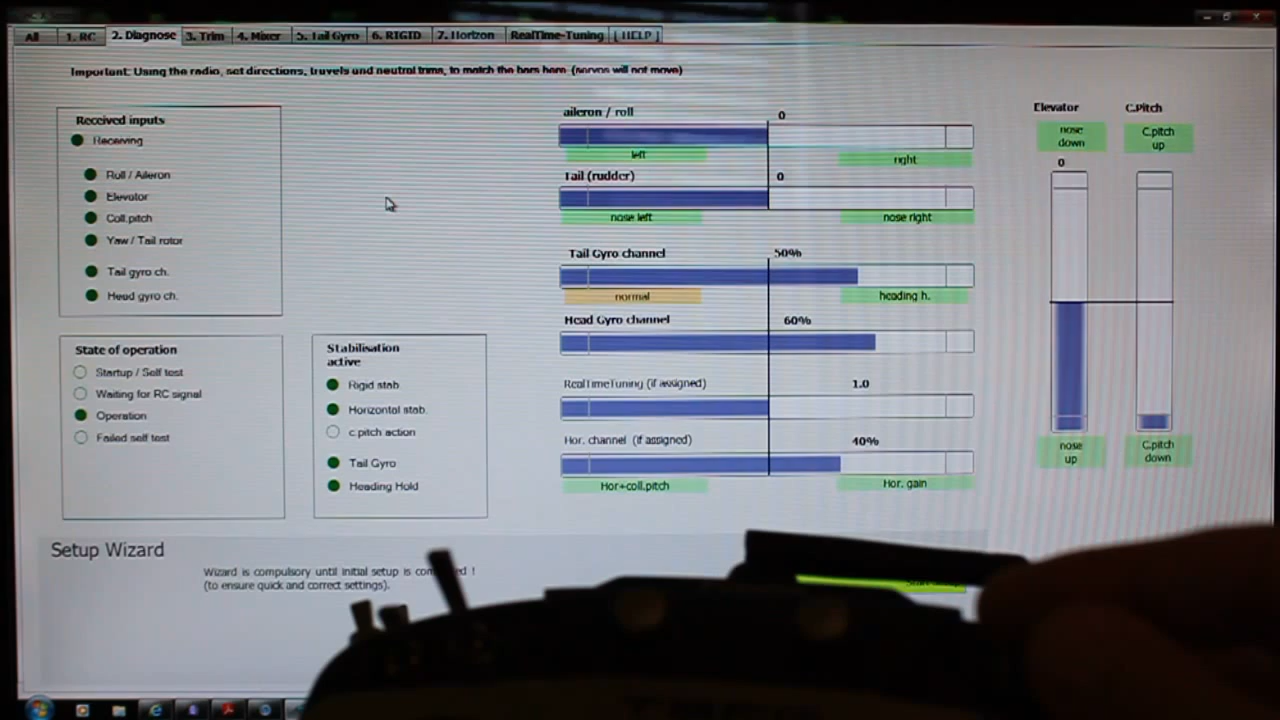 All 1. RC 2. Diagnose 3. Trim 4. Mixer 5. Tail Gyro 6. RIGID 7. Horizon RealTime-Tuning [ HELP ]
Important: Using the radio, set directions, travels and neutral trims, to match the bars here (servos will not move)
Received inputs
Receiving
Roll / Aileron
Elevator
Coll.pitch
Yaw / Tail rotor
Tail gyro ch.
Head gyro ch.
State of operation
Startup / Self test
Waiting for RC signal
Operation
Failed self test
Stabilisation
active
Rigid stab.
Horizontal stab.
c.pitch action
Tail Gyro
Heading Hold
aileron / roll 0
left right
Tail (rudder) 0
nose left nose right
Tail Gyro channel 50%
normal heading h.
Head Gyro channel 60%
RealTimeTuning (if assigned) 1.0
Hor. channel (if assigned) 40%
Hor+coll.pitch Hor. gain
Elevator C.Pitch
nose
down
C.pitch
up
0
nose
up
C.pitch
down
Setup Wizard
Wizard is compulsory until initial setup is !
(to ensure quick and correct settings).